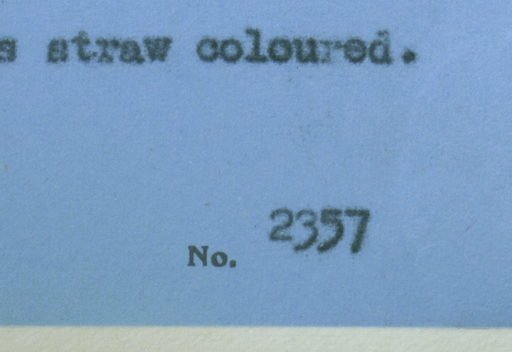 s straw coloured.
No. 2357